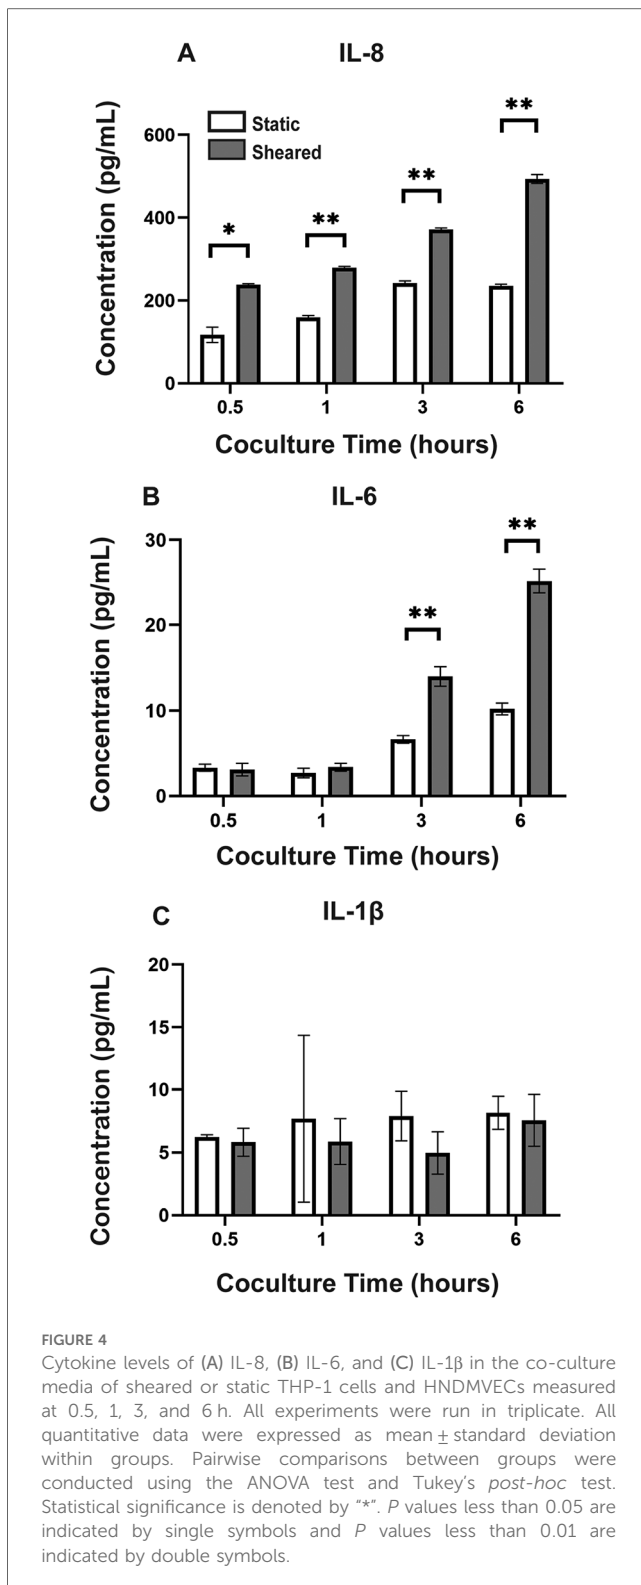 A IL-8
Concentration (pg/mL)
600
400
200
0
Static
Sheared
*
**
**
**
0.5 1 3 6
Coculture Time (hours)
B IL-6
Concentration (pg/mL)
30
20
10
0
**
**
0.5 1 3 6
Coculture Time (hours)
C IL-1β
Concentration (pg/mL)
20
15
10
5
0
0.5 1 3 6
Coculture Time (hours)
FIGURE 4
Cytokine levels of (A) IL-8, (B) IL-6, and (C) IL-1β in the co-culture
media of sheared or static THP-1 cells and HNDMVECs measured
at 0.5, 1, 3, and 6 h. All experiments were run in triplicate. All
quantitative data were expressed as mean ± standard deviation
within groups. Pairwise comparisons between groups were
conducted using the ANOVA test and Tukey's post-hoc test.
Statistical significance is denoted by "*". P values less than 0.05 are
indicated by single symbols and P values less than 0.01 are
indicated by double symbols.